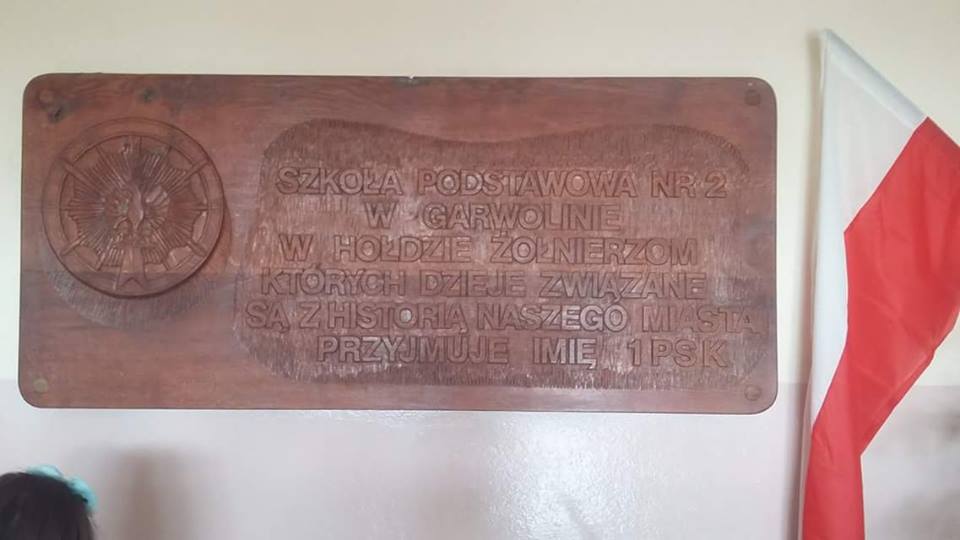 SZKOŁA PODSTAWOWA NR 2
W GARWOLINIE
W HOŁDZIE ŻOŁNIERZOM
KTÓRYCH DZIEJE ZWIĄZANE
SĄ Z HISTORIĄ NASZEGO MIASTA
PRZYJMUJE IMIĘ 1 PSK